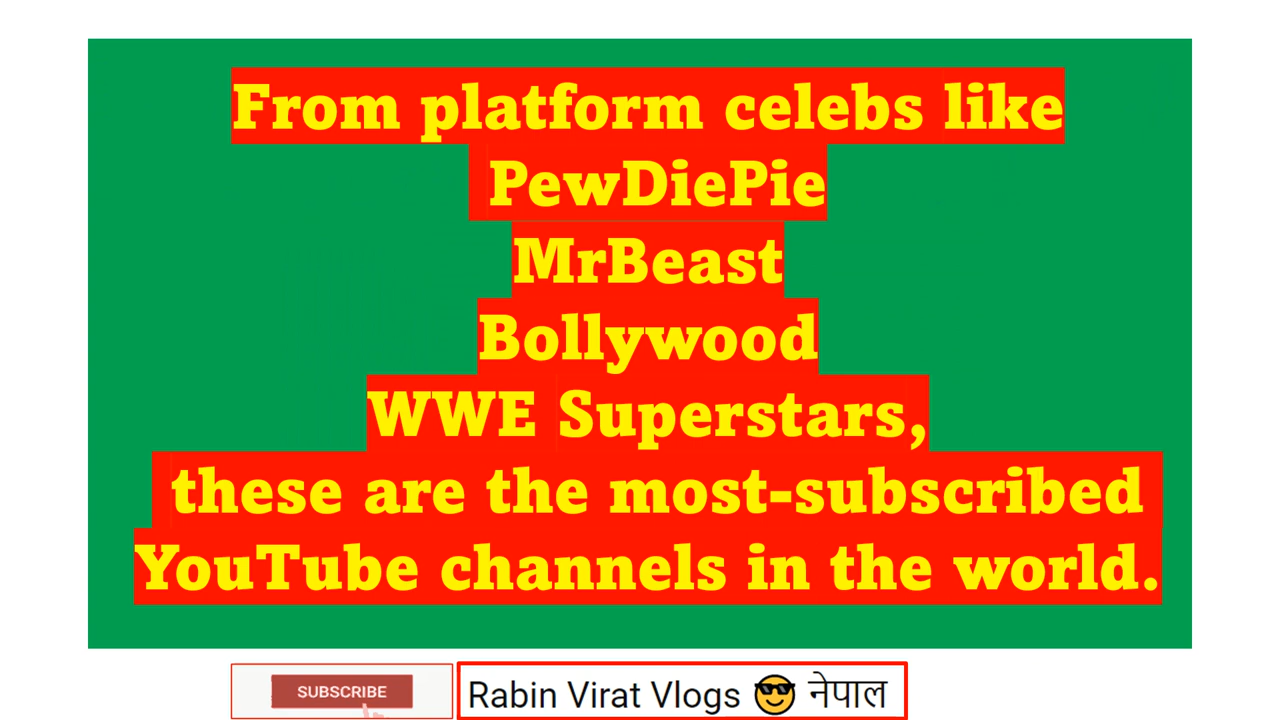 From platform celebs like
PewDiePie
MrBeast
Bollywood
WWE Superstars,
these are the most-subscribed
YouTube channels in the world.
SUBSCRIBE
Rabin Virat Vlogs 😎 नेपाल